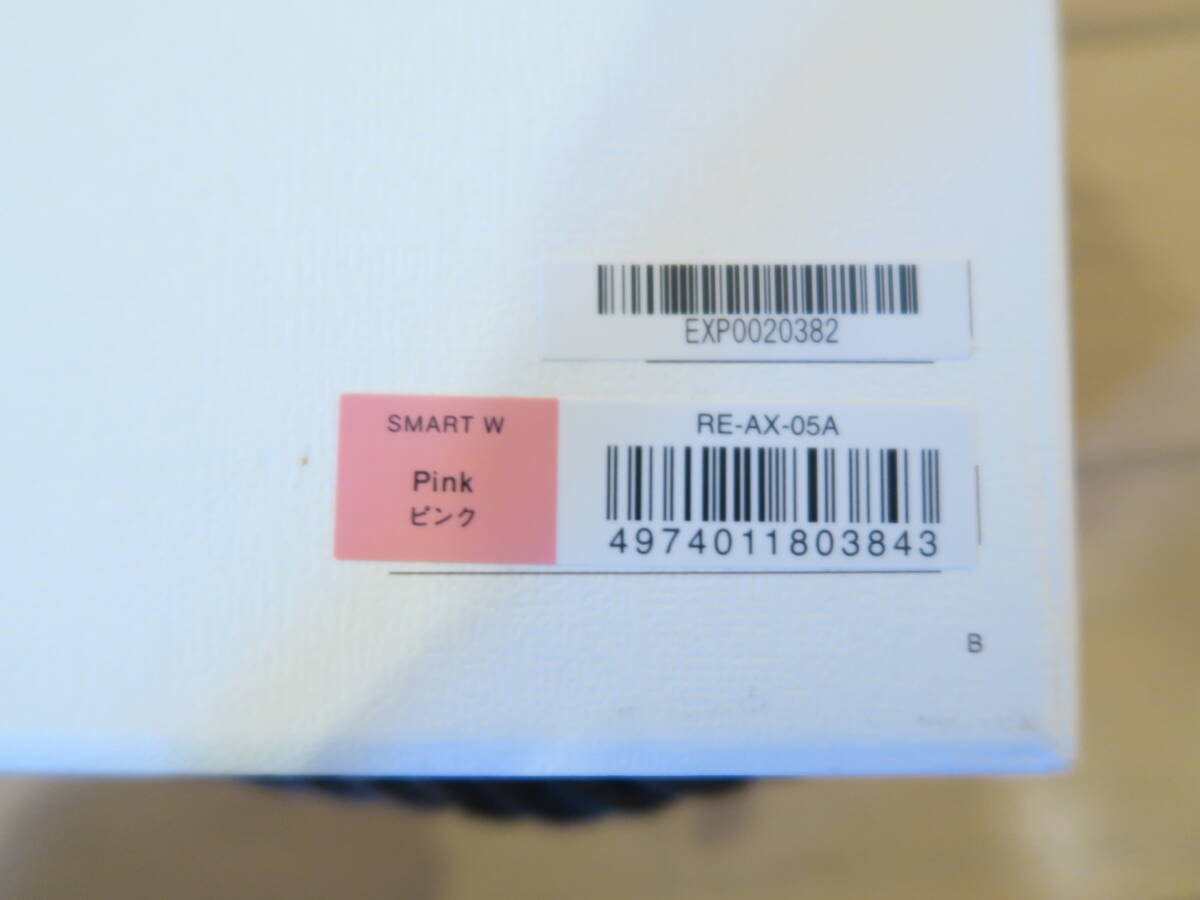 EXP0020382
SMART W
Pink
ピンク
RE-AX-05A
4974011803843
B